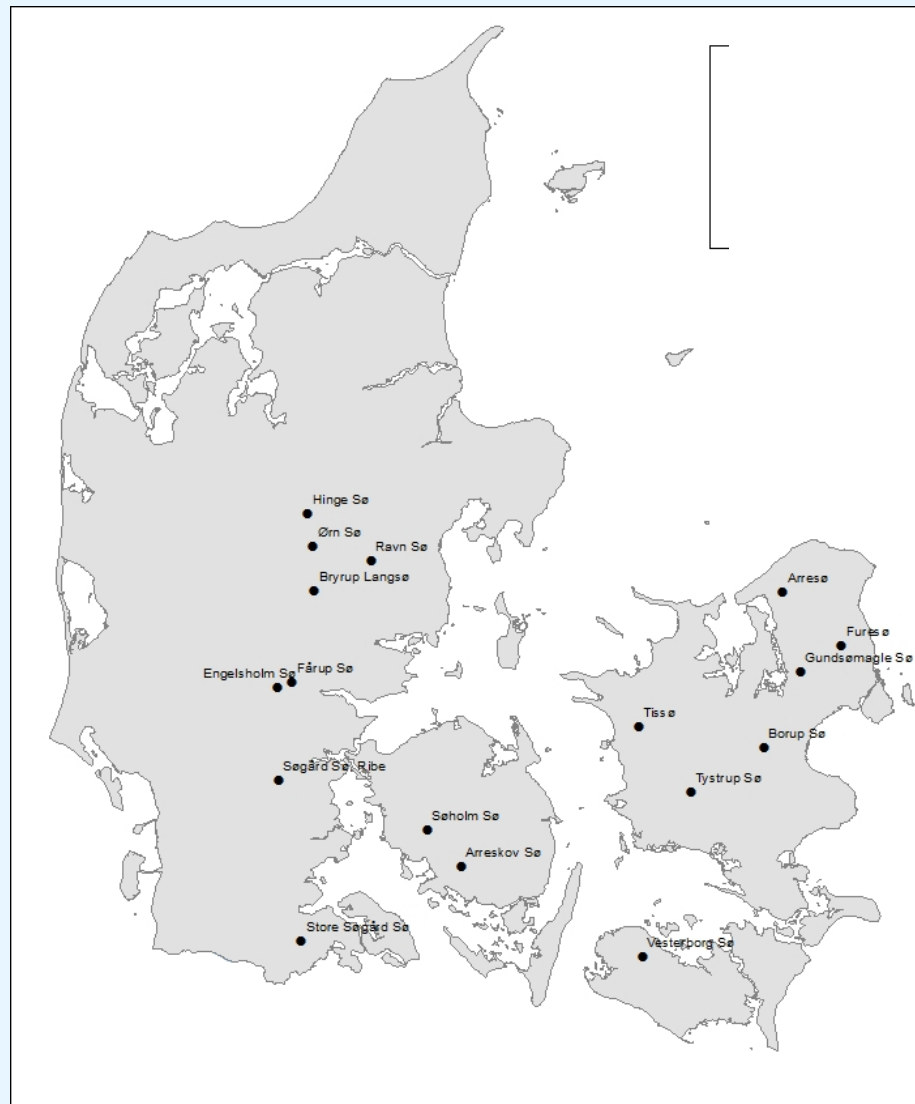 Hinge Sø
Ørn Sø
Ravn Sø
Bryrup Langsø
Arresø
Furesø
Gundsømagle Sø
Fårup Sø
Engelsholm Sø
Tissø
Borup Sø
Søgård Sø, Ribe
Tystrup Sø
Søholm Sø
Arreskov Sø
Store Søgård Sø
Vesterborg Sø